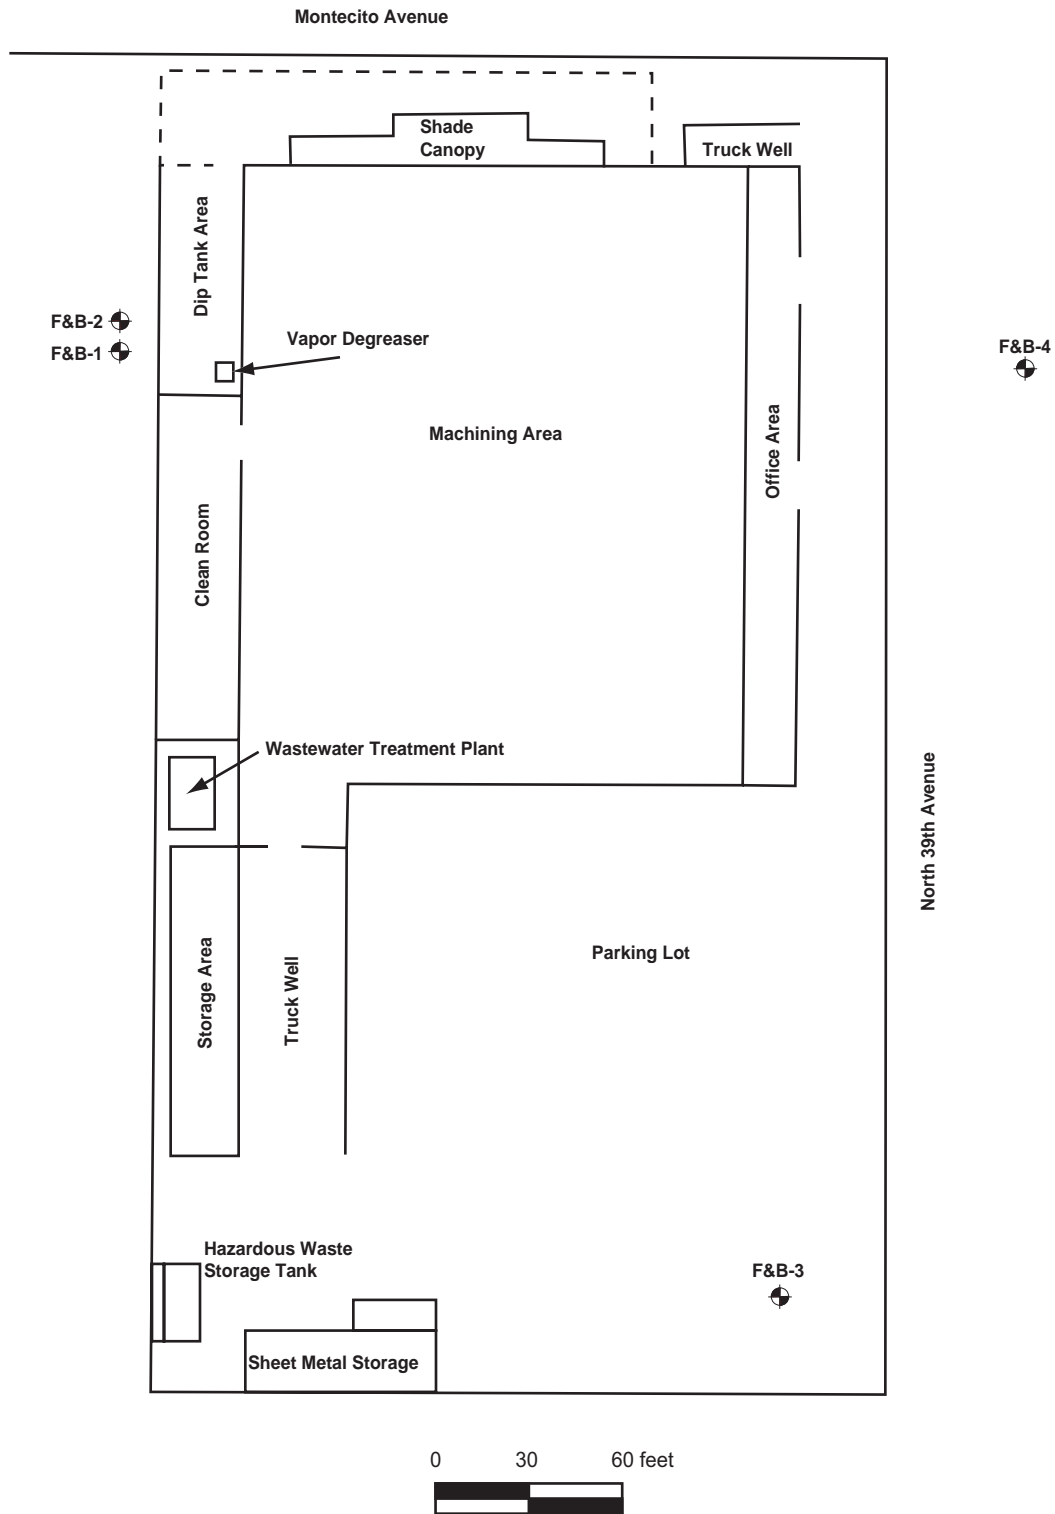 Montecito Avenue
Shade
Canopy
Truck Well
Dip Tank Area
F&B-2
F&B-1
Vapor Degreaser
F&B-4
Machining Area
Office Area
Clean Room
Wastewater Treatment Plant
North 39th Avenue
Storage Area
Truck Well
Parking Lot
Hazardous Waste
Storage Tank
F&B-3
Sheet Metal Storage
0 30 60 feet